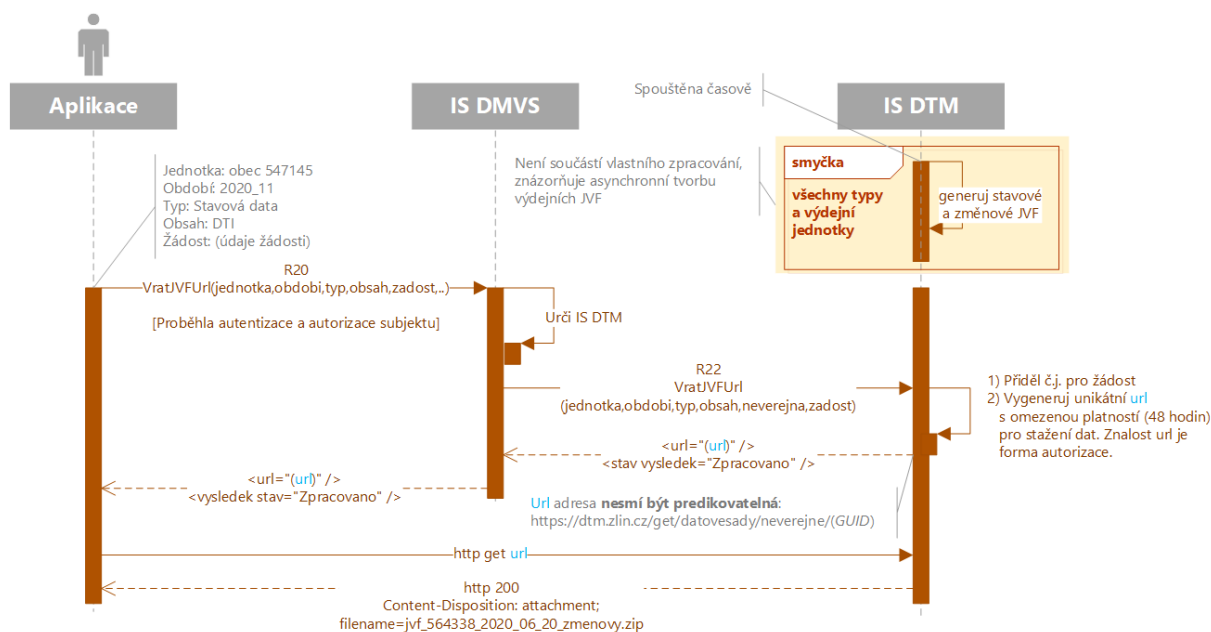 Aplikace
IS DMVS
Spouštěna časově
IS DTM
Jednotka: obec 547145
Období: 2020_11
Typ: Stavová data
Obsah: DTI
Žádost: (údaje žádosti)
Není součástí vlastního zpracování,
znázorňuje asynchronní tvorbu
výdejních JVF
smyčka
všechny typy
a výdejní
jednotky
generuj stavové
a změnové JVF
R20
VratJVFUrl(jednotka,obdobi,typ,obsah,zadost,..)
[Proběhla autentizace a autorizace subjektu]
Urči IS DTM
R22
VratJVFUrl
(jednotka,obdobi,typ,obsah,neverejna,zadost)
1) Přiděl č.j. pro žádost
2) Vygeneruj unikátní url
s omezenou platností (48 hodin)
pro stažení dat. Znalost url je
forma autorizace.
<url="(url)" />
<stav vysledek="Zpracovano" />
<url="(url)" />
<vysledek stav="Zpracovano" />
Url adresa nesmí být predikovatelná:
https://dtm.zlin.cz/get/datovesady/neverejne/(GUID)
http get url
http 200
Content-Disposition: attachment;
filename=jvf_564338_2020_06_20_zmenovy.zip